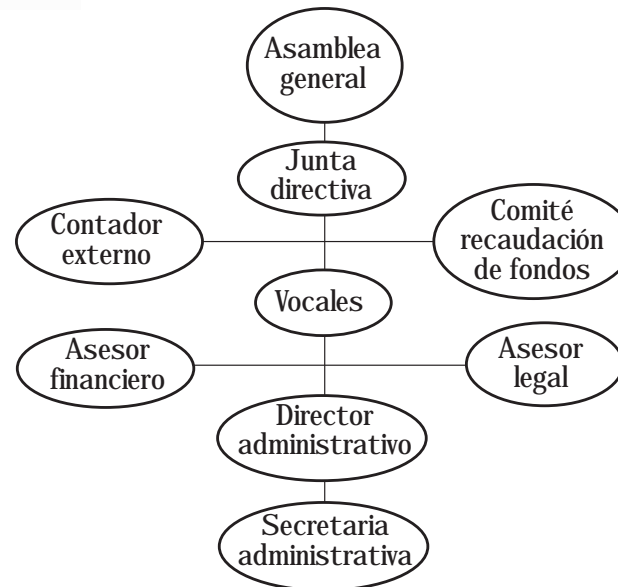 Asamblea
general
Junta
directiva
Contador
externo
Comité
recaudación
de fondos
Vocales
Asesor
financiero
Asesor
legal
Director
administrativo
Secretaria
administrativa